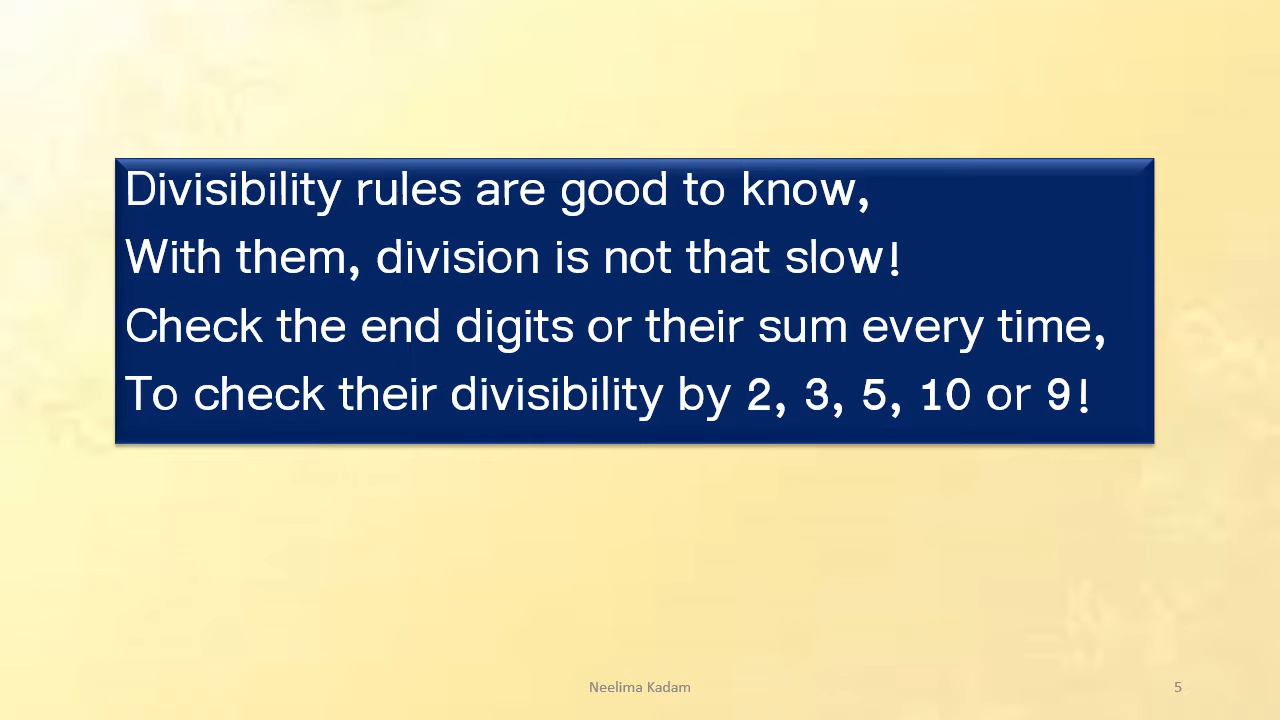 Divisibility rules are good to know,
With them, division is not that slow!
Check the end digits or their sum every time,
To check their divisibility by 2, 3, 5, 10 or 9!
Neelima Kadam
5